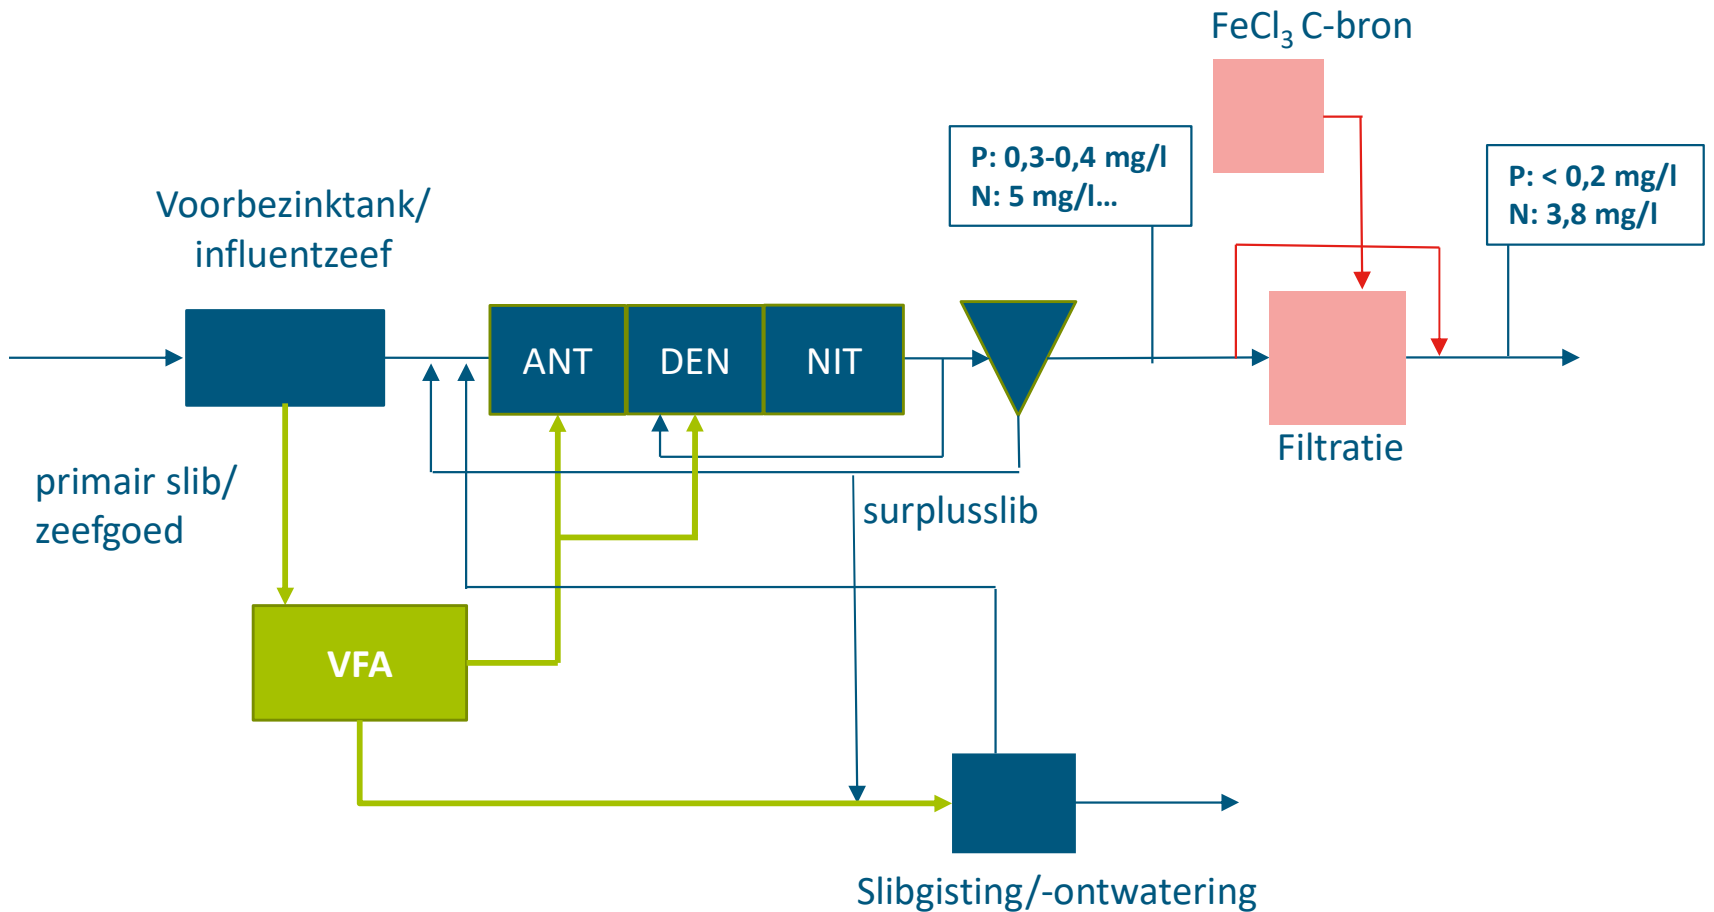 FeCl₃ C-bron
P: 0,3-0,4 mg/l
N: 5 mg/l…
P: < 0,2 mg/l
N: 3,8 mg/l
Voorbezinktank/
influentzeef
ANT
DEN
NIT
Filtratie
primair slib/
zeefgoed
surplusslib
VFA
Slibgisting/-ontwatering